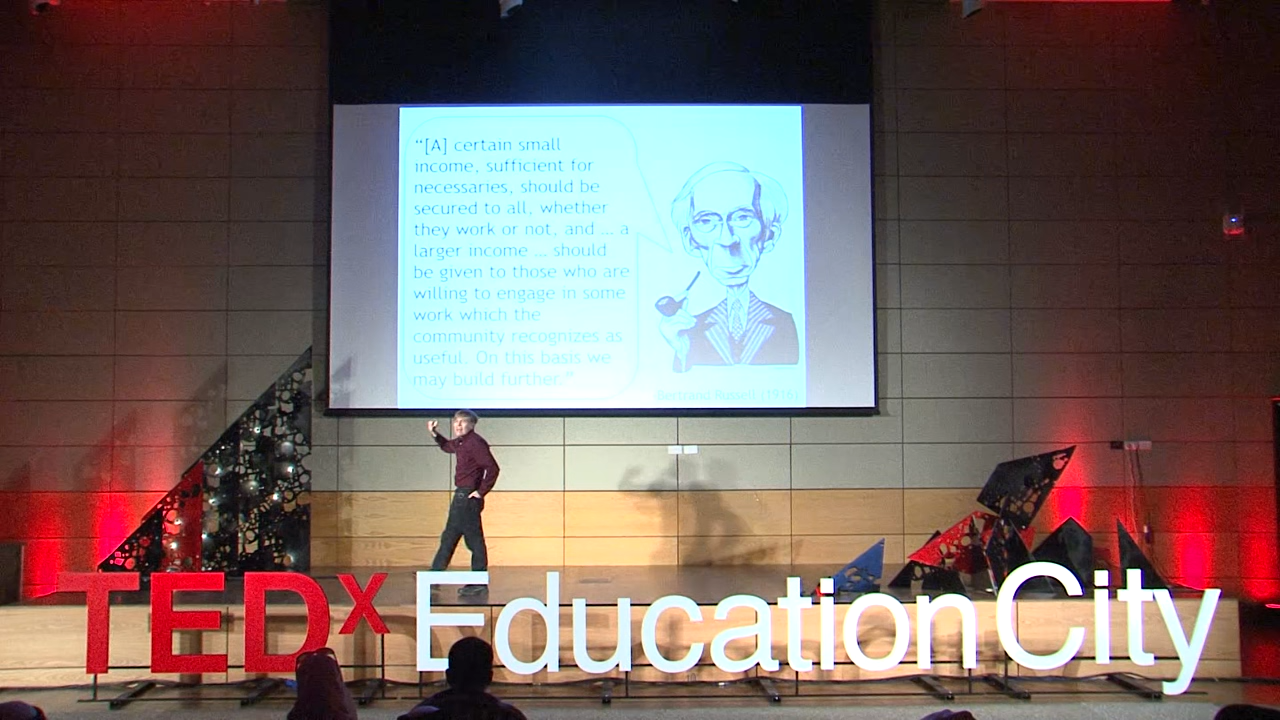 "[A] certain small
income, sufficient for
necessaries, should be
secured to all, whether
they work or not, and ... a
larger income ... should
be given to those who are
willing to engage in some
work which the
community recognizes as
useful. On this basis we
may build further."
Bertrand Russell (1916)
TEDx Education City